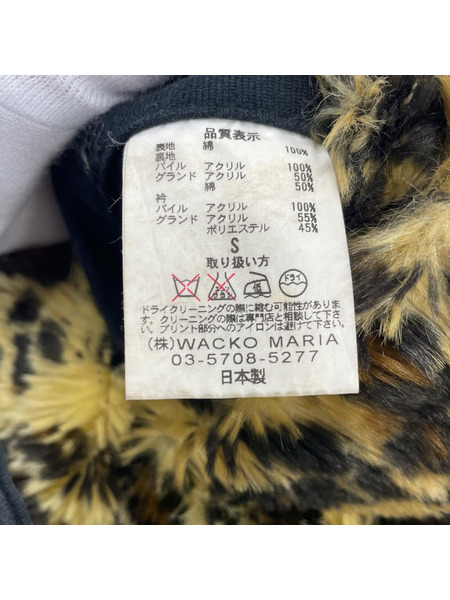 品質表示
表地 綿 100%
裏地
パイル アクリル 100%
グランド アクリル 50%
綿 50%
衿
パイル アクリル 100%
グランド アクリル 55%
ポリエステル 45%
S
取り扱い方
低 ドライ
ドライクリーニングの際に縮む可能性がありま
す。クリーニングの際は専門店と相談して下さ
い。プリント部分へのアイロンは避けて下さい。
(株)WACKO MARIA
03-5708-5277
日本製